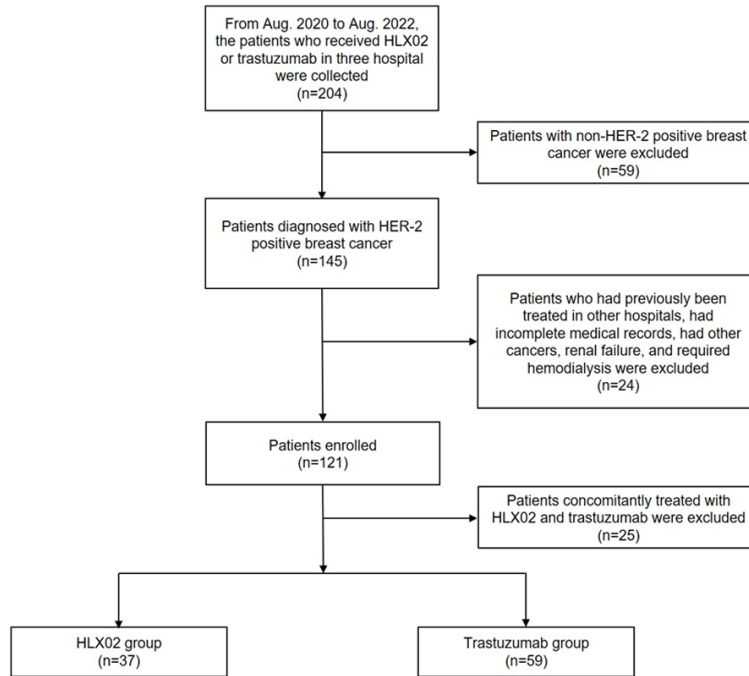 From Aug. 2020 to Aug. 2022,
the patients who received HLX02
or trastuzumab in three hospital
were collected
(n=204)
Patients with non-HER-2 positive breast
cancer were excluded
(n=59)
Patients diagnosed with HER-2
positive breast cancer
(n=145)
Patients who had previously been
treated in other hospitals, had
incomplete medical records, had other
cancers, renal failure, and required
hemodialysis were excluded
(n=24)
Patients enrolled
(n=121)
Patients concomitantly treated with
HLX02 and trastuzumab were excluded
(n=25)
HLX02 group
(n=37)
Trastuzumab group
(n=59)